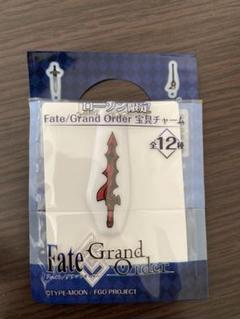 ローソン限定
Fate/Grand Order 宝具チャーム
全12種
Fate Grand Order
©TYPE-MOON / FGO PROJECT